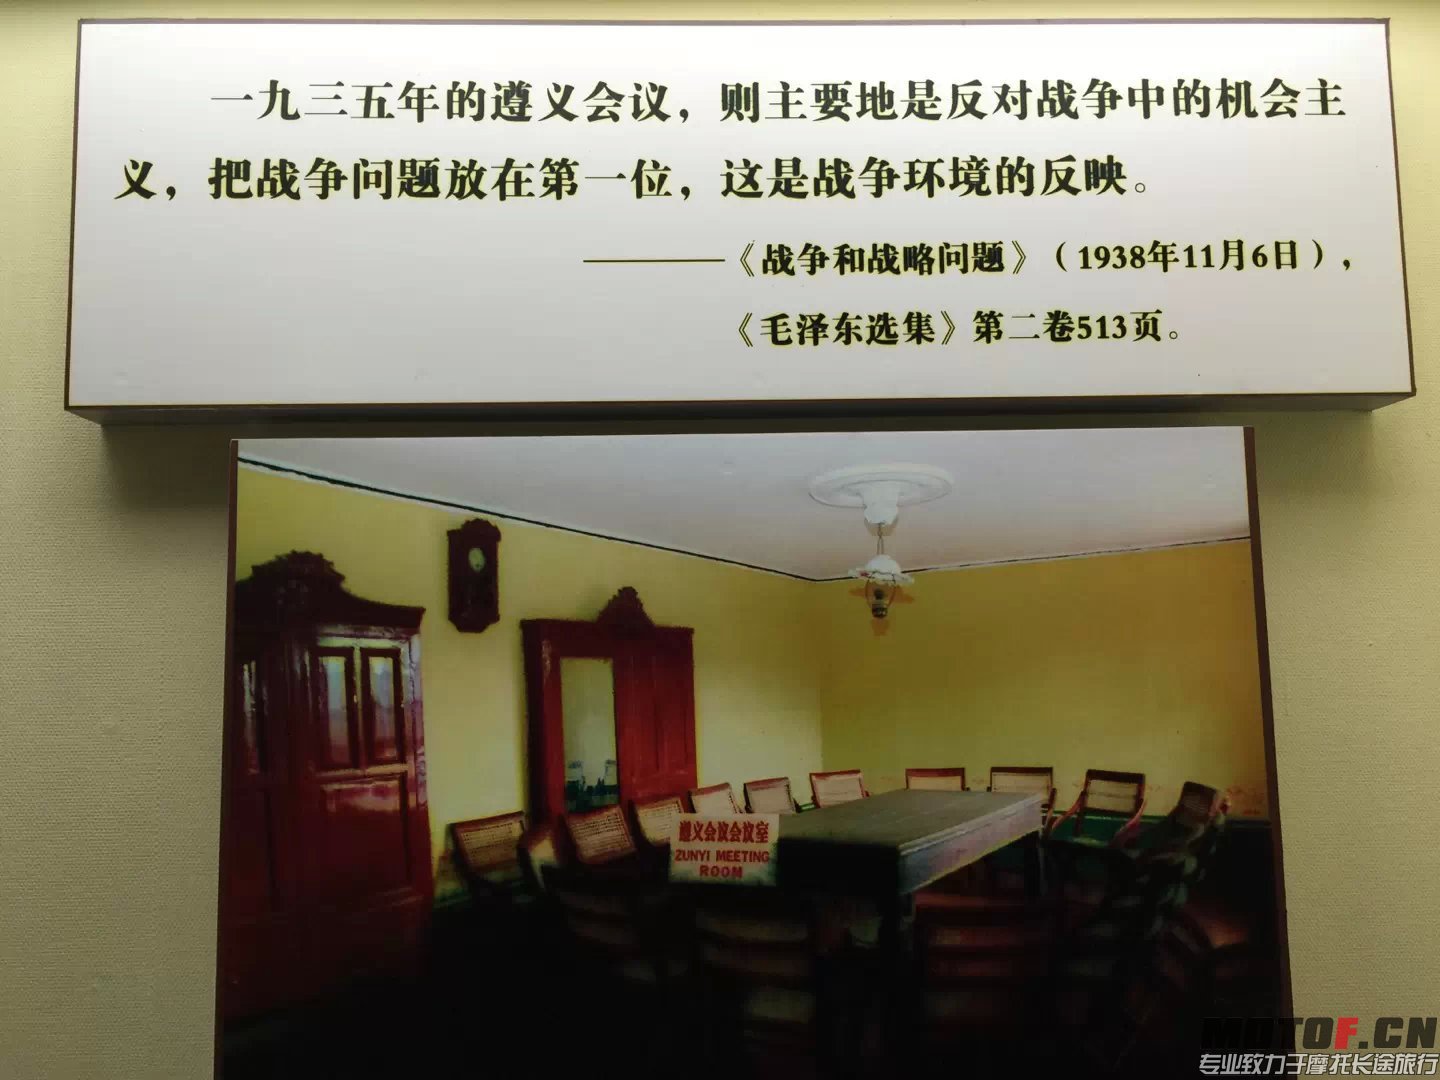 一九三五年的遵义会议，则主要地是反对战争中的机会主
义，把战争问题放在第一位，这是战争环境的反映。
————《战争和战略问题》（1938年11月6日），
《毛泽东选集》第二卷513页。
遵义会议会议室
ZUNYI MEETING
ROOM
MOTOF.CN
专业致力于摩托长途旅行